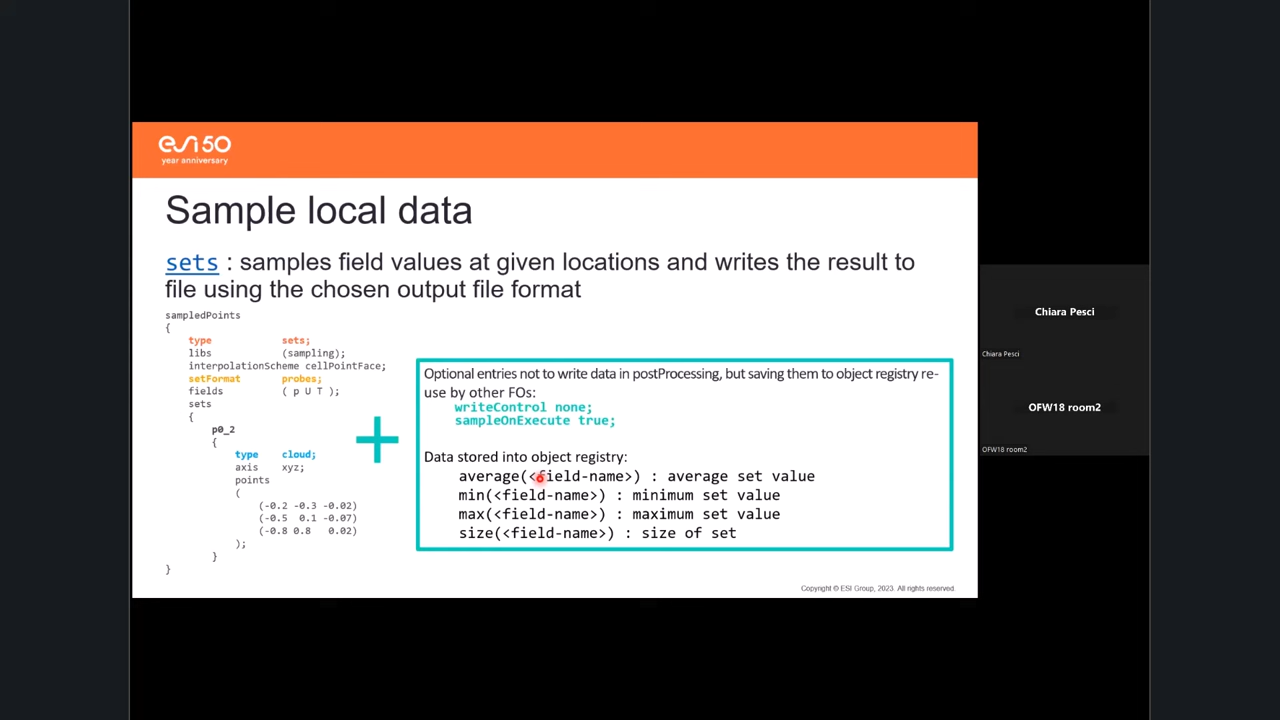 esi 50
year anniversary
Sample local data
sets : samples field values at given locations and writes the result to
file using the chosen output file format
sampledPoints
{
type sets;
libs (sampling);
interpolationScheme cellPointFace;
setFormat probes;
fields ( p U T );
sets
{
p0_2
{
type cloud;
axis xyz;
points
(
(-0.2 -0.3 -0.02)
(-0.5 0.1 -0.07)
(-0.8 0.8 0.02)
);
}
}
+
Optional entries not to write data in postProcessing, but saving them to object registry re-
use by other FOs:
writeControl none;
sampleOnExecute true;
Data stored into object registry:
average(<field-name>) : average set value
min(<field-name>) : minimum set value
max(<field-name>) : maximum set value
size(<field-name>) : size of set
Copyright © ESI Group, 2023. All rights reserved.
Chiara Pesci
Chiara Pesci
OFW18 room2
OFW18 room2